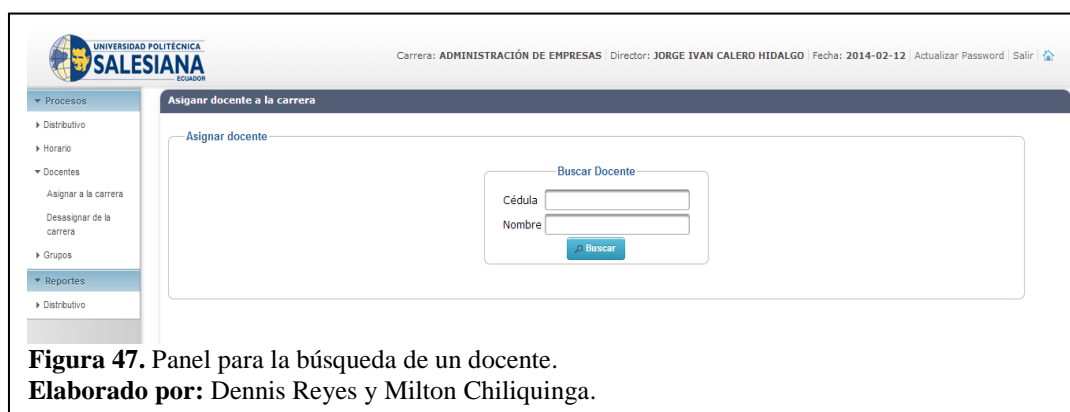 UNIVERSIDAD POLITÉCNICA
SALESIANA
ECUADOR
Carrera: ADMINISTRACIÓN DE EMPRESAS | Director: JORGE IVAN CALERO HIDALGO | Fecha: 2014-02-12 | Actualizar Password | Salir |
Procesos
Distributivo
Horario
Docentes
Asignar a la carrera
Desasignar de la
carrera
Grupos
Reportes
Distributivo
Asiganr docente a la carrera
Asignar docente
Buscar Docente
Cédula
Nombre
Buscar
Figura 47. Panel para la búsqueda de un docente.
Elaborado por: Dennis Reyes y Milton Chiliquinga.